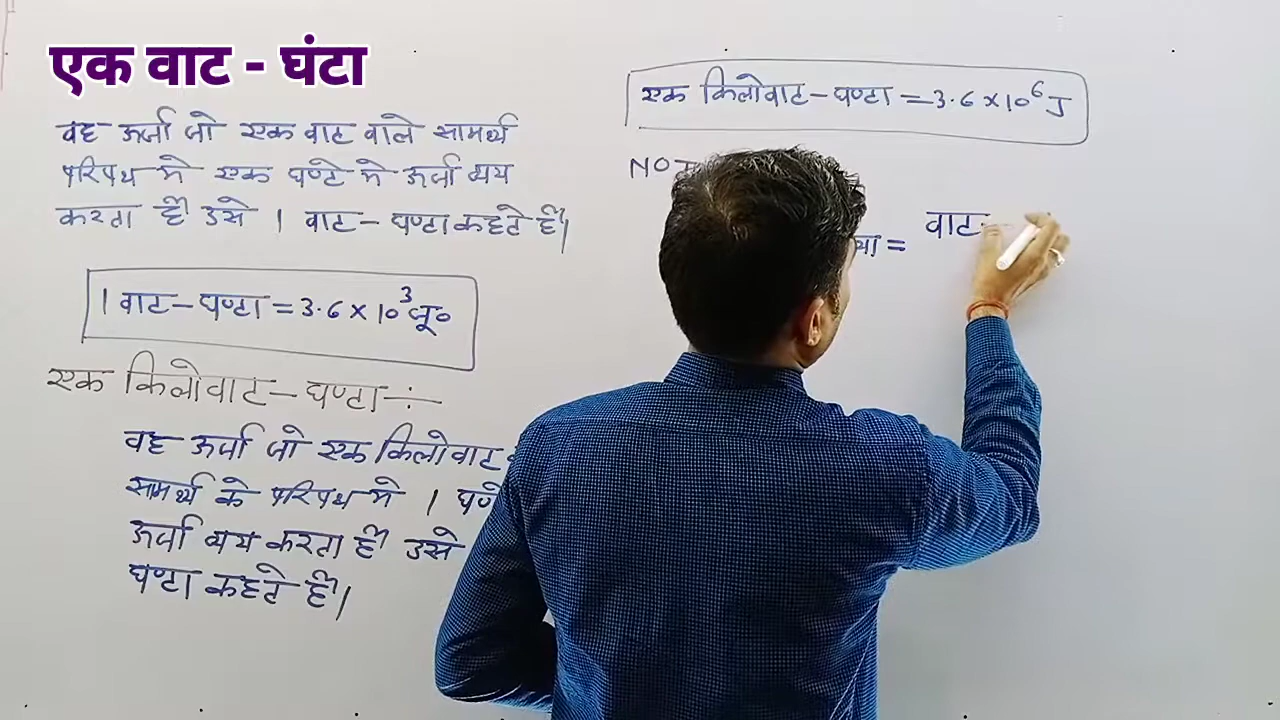 एक वाट - घंटा
वह ऊर्जा जो एक वाट वाले सामर्थ
परिपथ मे एक घण्टे मे ऊर्जा व्यय
करता है उसे 1 वाट-घण्टा कहते है।
1 वाट-घण्टा = 3.6 × 10³ जू०
एक किलोवाट-घण्टा ÷
वह ऊर्जा जो एक किलोवाट
सामर्थ के परिपथ मे 1
ऊर्जा व्यय करता है उसे
घण्टा कहते है।
एक किलोवाट-घण्टा = 3.6 × 10⁶ J
= वाट-